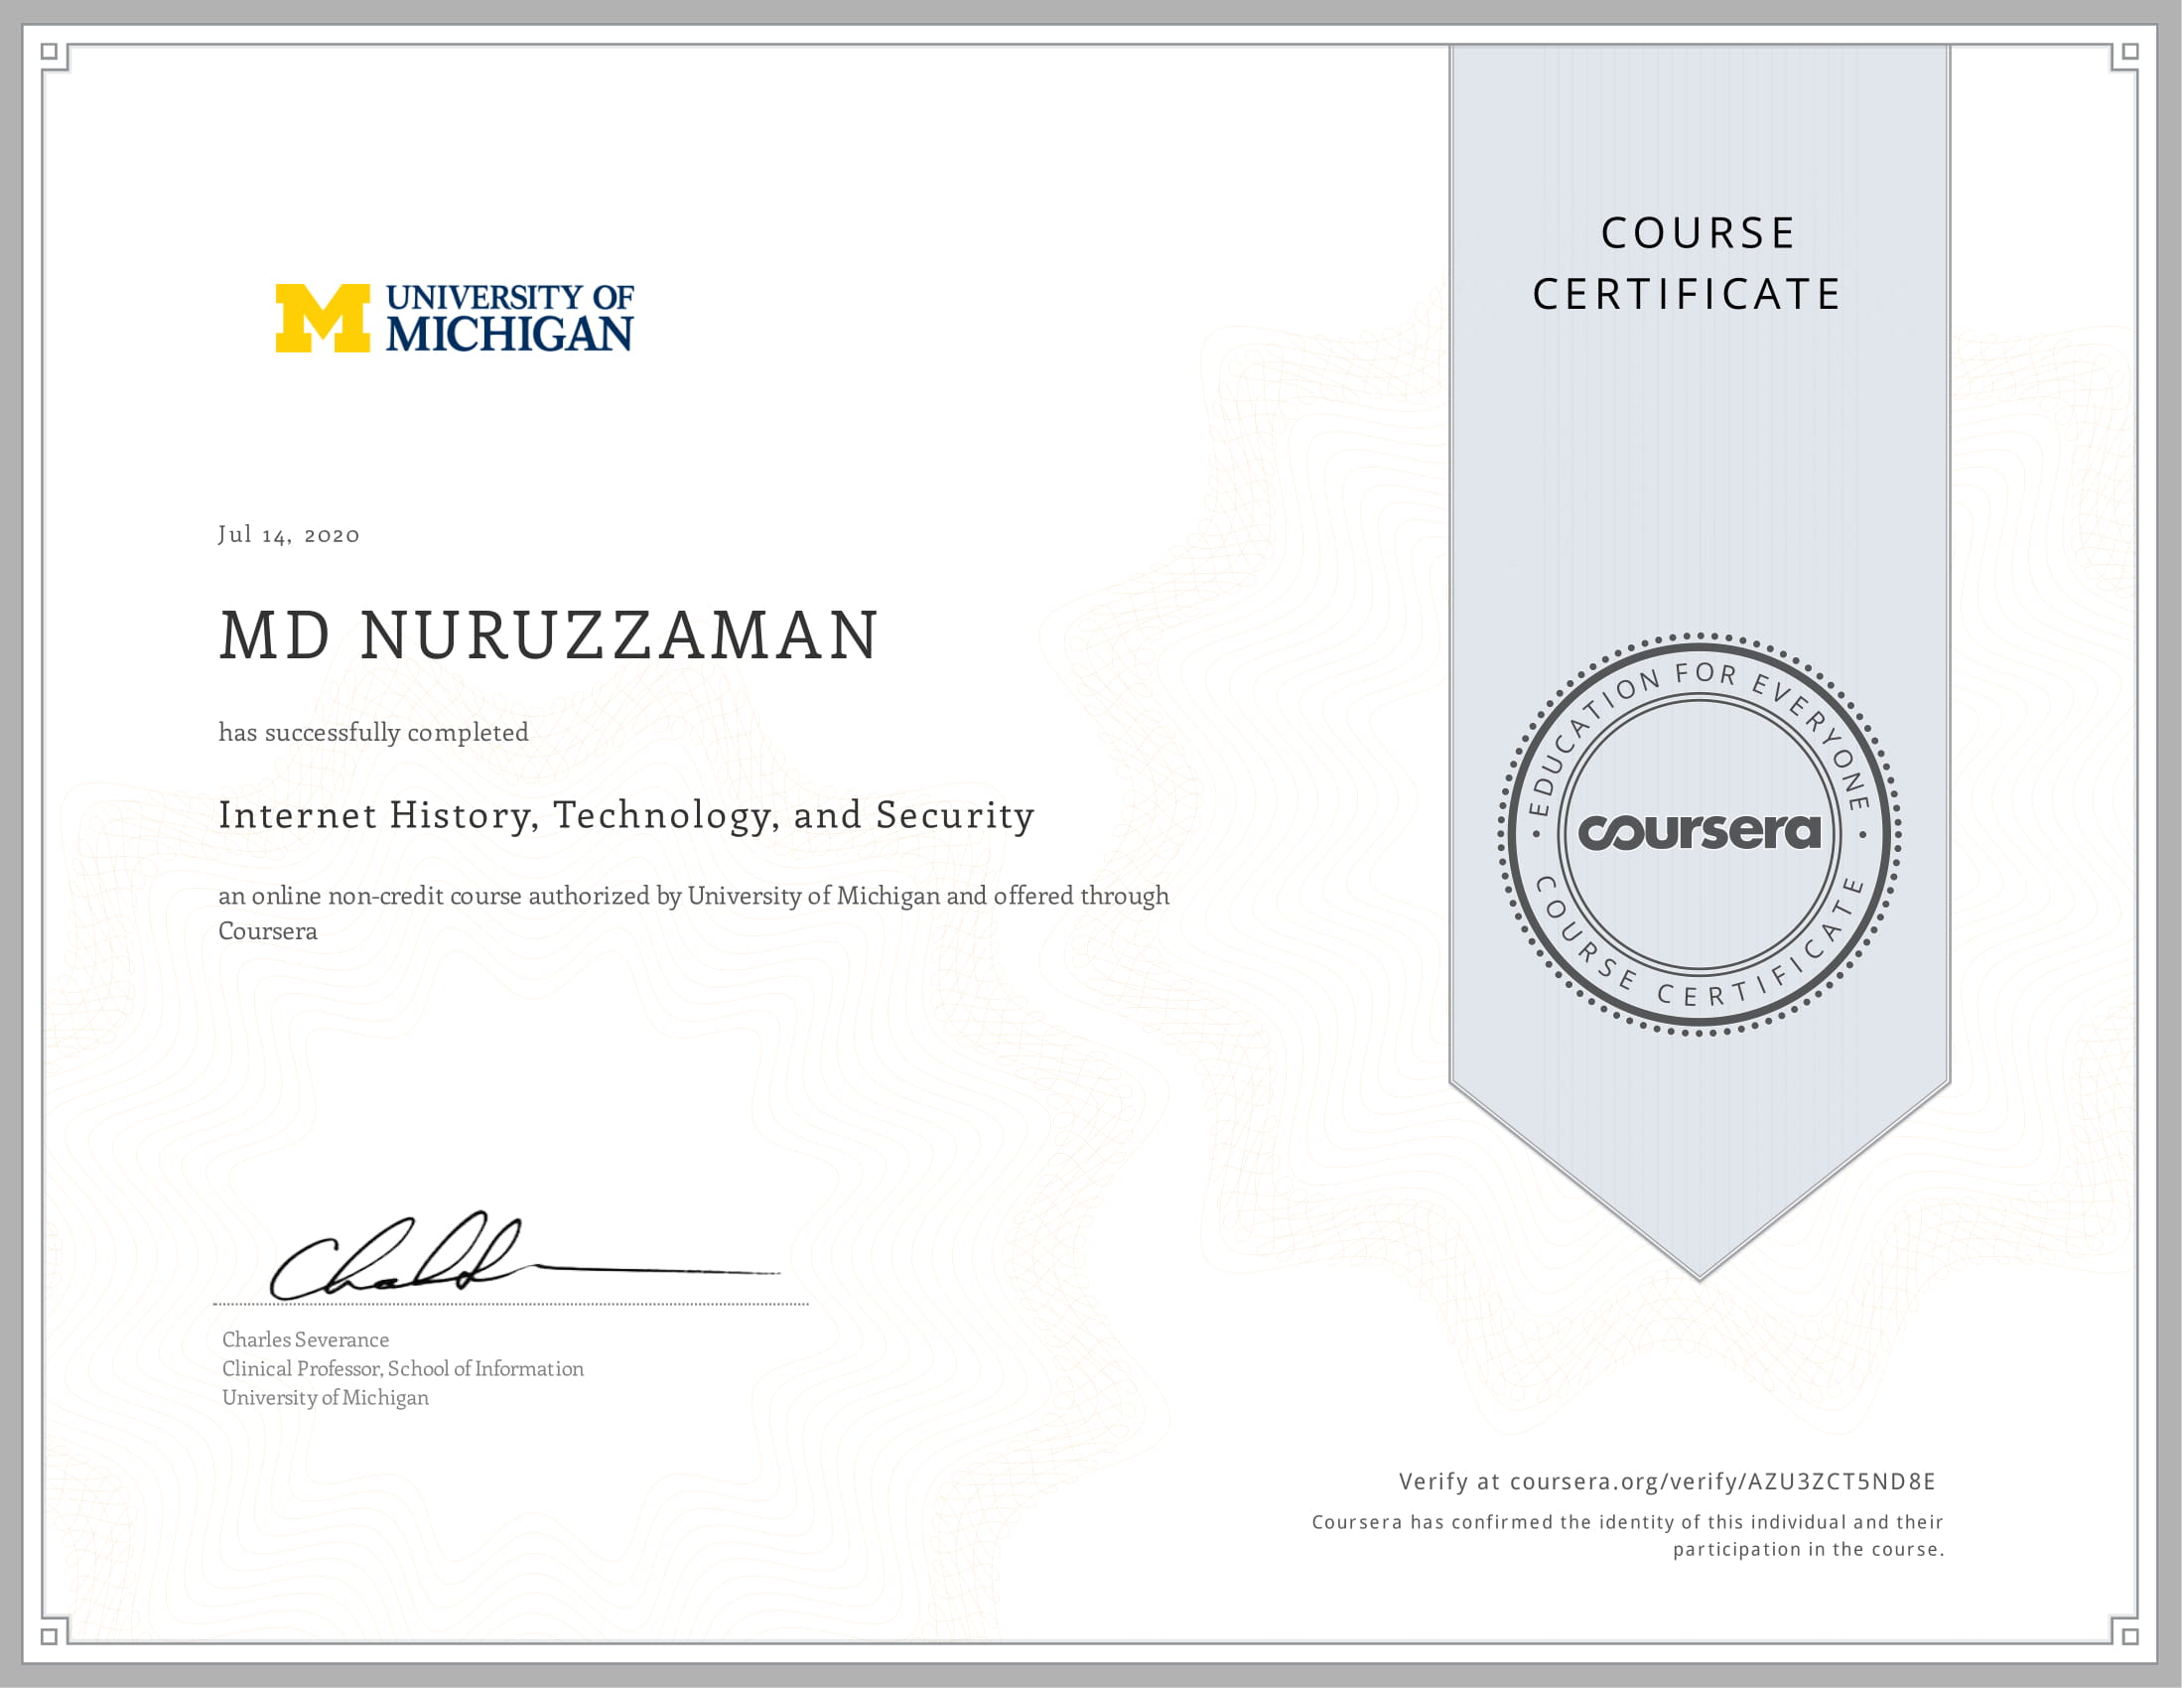 COURSE
CERTIFICATE
UNIVERSITY OF
MICHIGAN
Jul 14, 2020
MD NURUZZAMAN
has successfully completed
Internet History, Technology, and Security
an online non-credit course authorized by University of Michigan and offered through
Coursera
EDUCATION FOR EVERYONE
coursera
COURSE CERTIFICATE
Charles Severance
Clinical Professor, School of Information
University of Michigan
Verify at coursera.org/verify/AZU3ZCT5ND8E
Coursera has confirmed the identity of this individual and their
participation in the course.